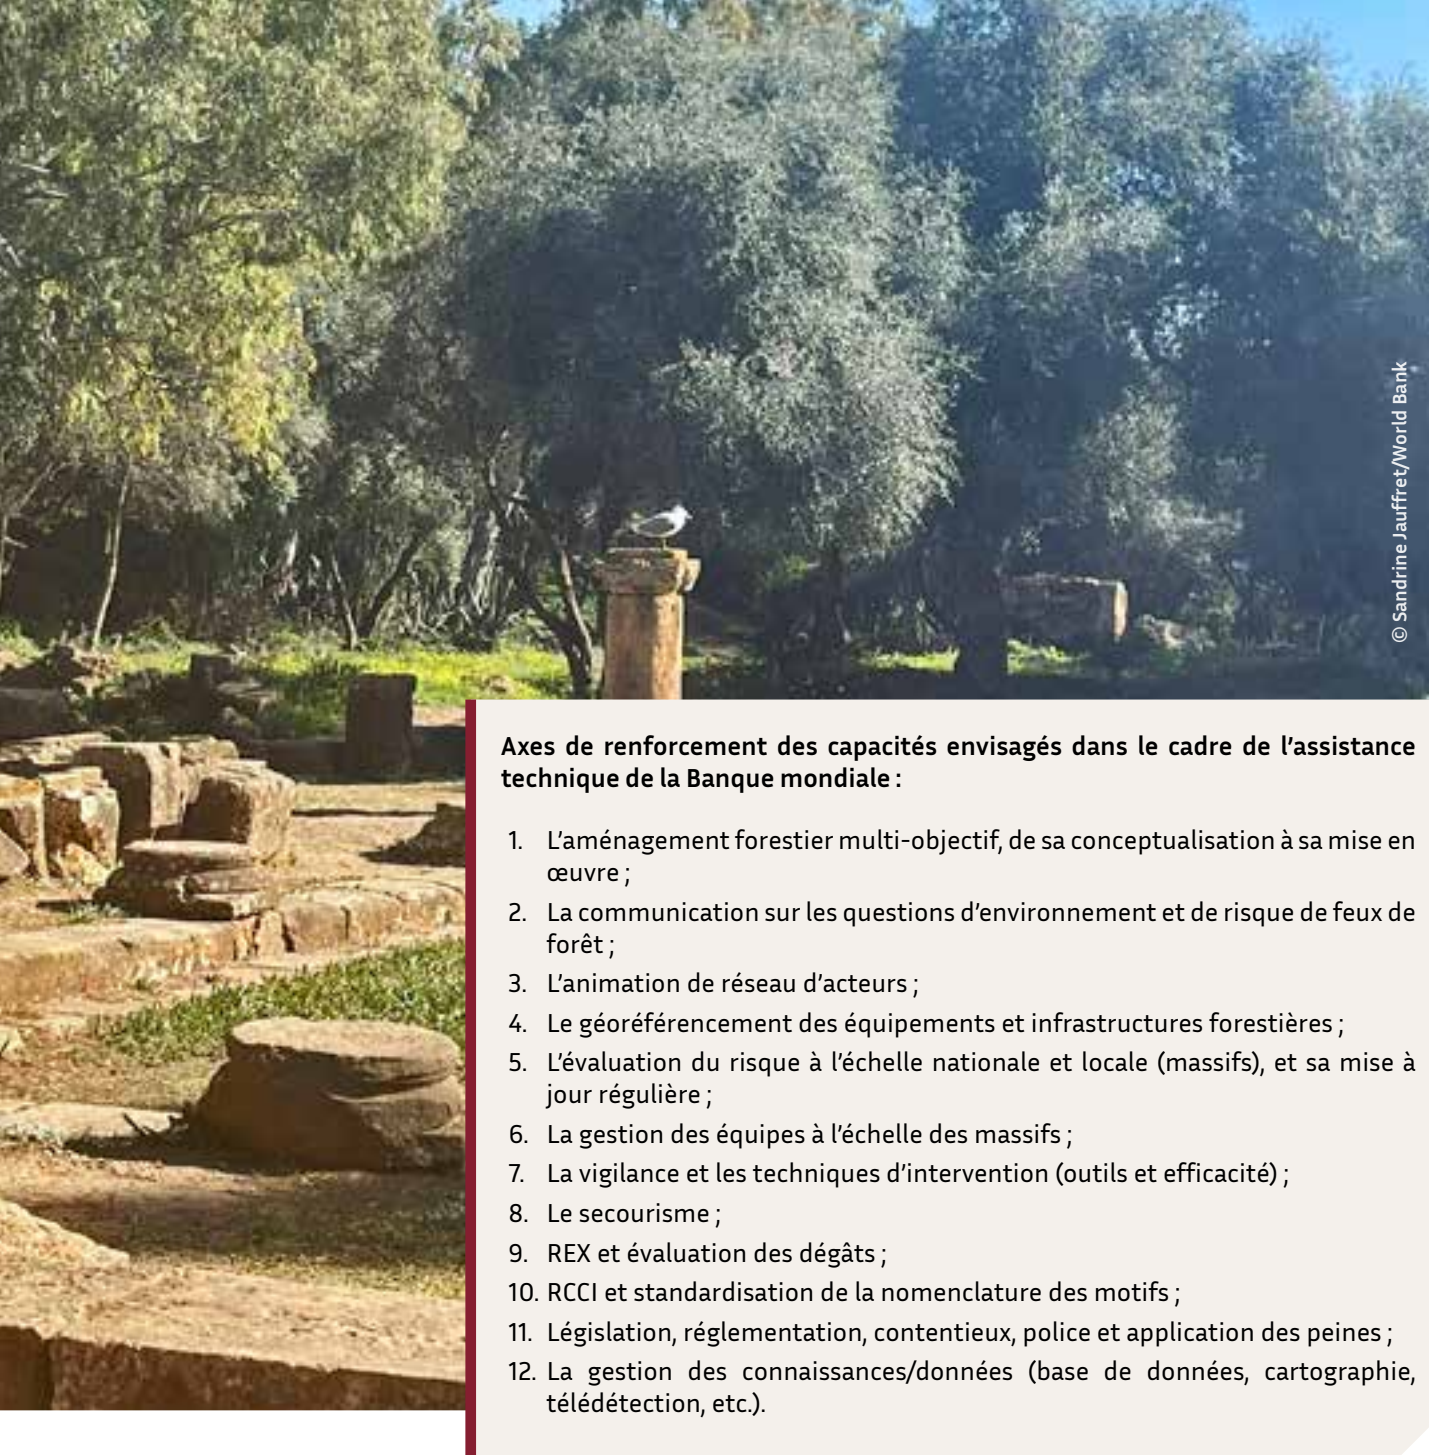 © Sandrine Jauffret/World Bank
Axes de renforcement des capacités envisagés dans le cadre de l’assistance
technique de la Banque mondiale :
1. L’aménagement forestier multi-objectif, de sa conceptualisation à sa mise en
œuvre ;
2. La communication sur les questions d’environnement et de risque de feux de
forêt ;
3. L’animation de réseau d’acteurs ;
4. Le géoréférencement des équipements et infrastructures forestières ;
5. L’évaluation du risque à l’échelle nationale et locale (massifs), et sa mise à
jour régulière ;
6. La gestion des équipes à l’échelle des massifs ;
7. La vigilance et les techniques d’intervention (outils et efficacité) ;
8. Le secourisme ;
9. REX et évaluation des dégâts ;
10. RCCI et standardisation de la nomenclature des motifs ;
11. Législation, réglementation, contentieux, police et application des peines ;
12. La gestion des connaissances/données (base de données, cartographie,
télédétection, etc.).